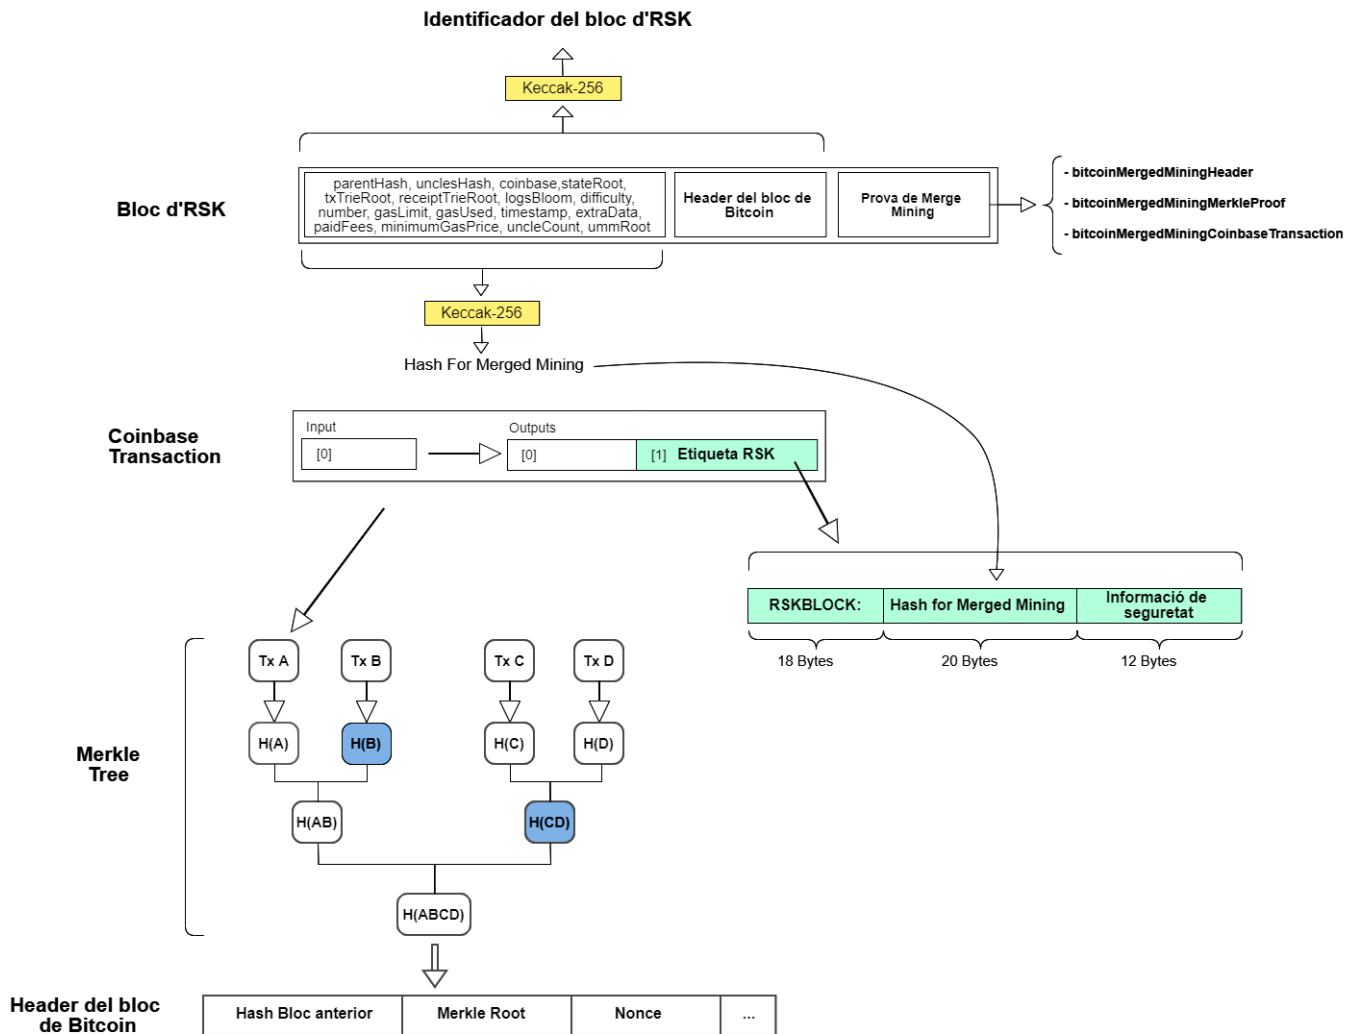 Identificador del bloc d'RSK
Keccak-256
Bloc d'RSK
parentHash, unclesHash, coinbase,stateRoot,
txTrieRoot, receiptTrieRoot, logsBloom, difficulty,
number, gasLimit, gasUsed, timestamp, extraData,
paidFees, minimumGasPrice, uncleCount, ummRoot
Header del bloc de
Bitcoin
Prova de Merge
Mining
- bitcoinMergedMiningHeader
- bitcoinMergedMiningMerkleProof
- bitcoinMergedMiningCoinbaseTransaction
Keccak-256
Hash For Merged Mining
Coinbase
Transaction
Input
[0]
Outputs
[0]
[1] Etiqueta RSK
RSKBLOCK:
Hash for Merged Mining
Informació de
seguretat
18 Bytes
20 Bytes
12 Bytes
Merkle
Tree
Tx A
Tx B
Tx C
Tx D
H(A)
H(B)
H(C)
H(D)
H(AB)
H(CD)
H(ABCD)
Header del bloc
de Bitcoin
Hash Bloc anterior
Merkle Root
Nonce
...